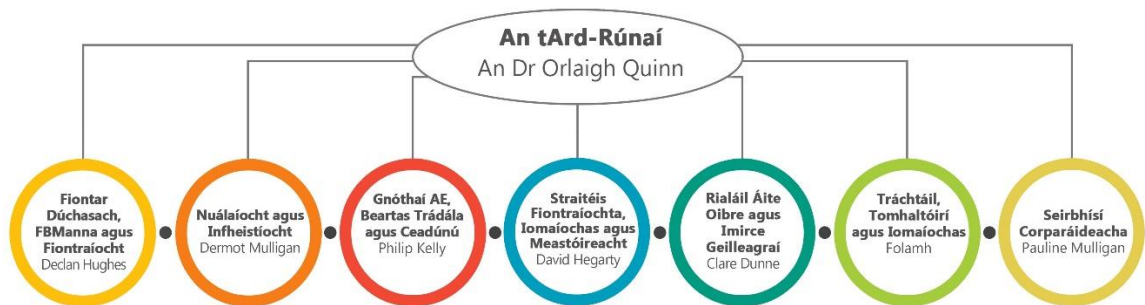 An tArd-Rúnaí
An Dr Orlaigh Quinn
Fiontar
Dúchasach,
FBManna agus
Fiontraíocht
Declan Hughes
Nuálaíocht agus
Infheistíocht
Dermot Mulligan
Gnóthaí AE,
Beartas Trádála
agus Ceadúnú
Philip Kelly
Straitéis
Fiontraíochta,
Iomaíochas agus
Meastóireacht
David Hegarty
Rialáil Áite
Oibre agus
Imirce
Geilleagraí
Clare Dunne
Tráchtáil,
Tomhaltóirí
agus Iomaíochas
Folamh
Seirbhísí
Corparáideacha
Pauline Mulligan